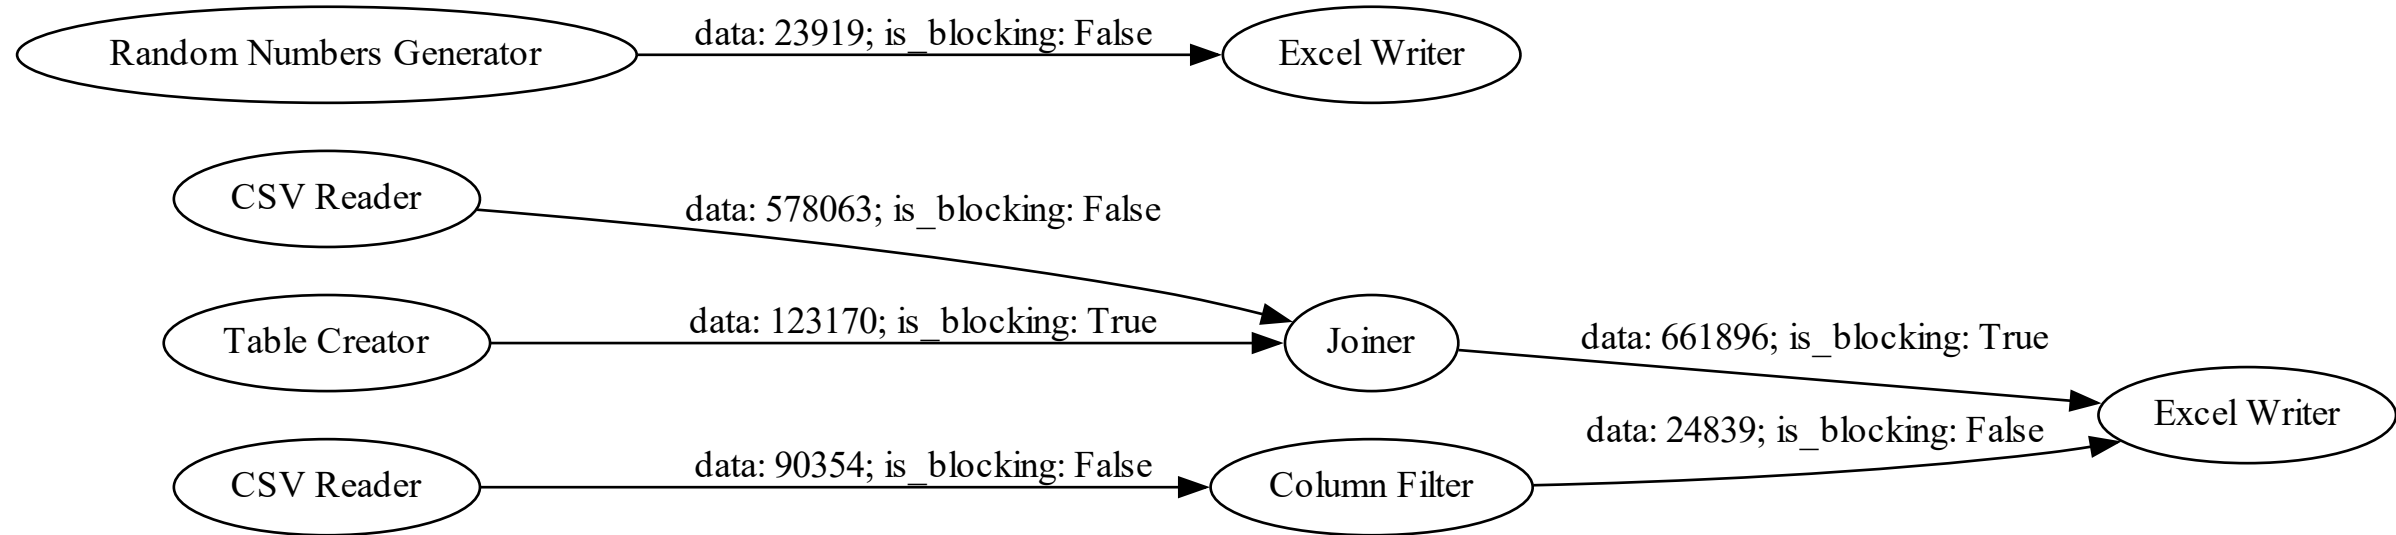 Random Numbers Generator
data: 23919; is_blocking: False
Excel Writer
CSV Reader
data: 578063; is_blocking: False
Table Creator
data: 123170; is_blocking: True
Joiner
data: 661896; is_blocking: True
Excel Writer
CSV Reader
data: 90354; is_blocking: False
Column Filter
data: 24839; is_blocking: False